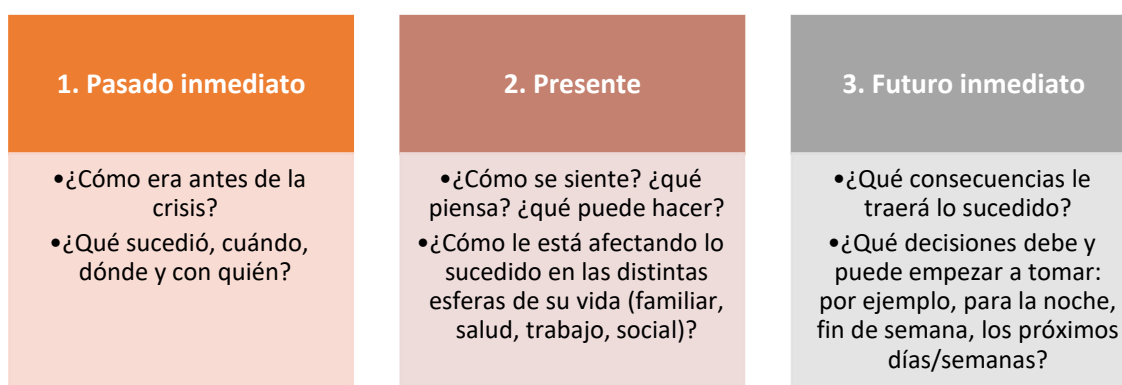 1. Pasado inmediato
•¿Cómo era antes de la
crisis?
•¿Qué sucedió, cuándo,
dónde y con quién?
2. Presente
•¿Cómo se siente? ¿qué
piensa? ¿qué puede hacer?
•¿Cómo le está afectando lo
sucedido en las distintas
esferas de su vida (familiar,
salud, trabajo, social)?
3. Futuro inmediato
•¿Qué consecuencias le
traerá lo sucedido?
•¿Qué decisiones debe y
puede empezar a tomar:
por ejemplo, para la noche,
fin de semana, los próximos
días/semanas?